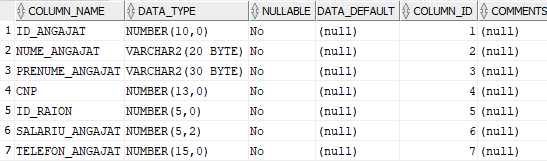 COLUMN_NAME DATA_TYPE NULLABLE DATA_DEFAULT COLUMN_ID COMMENTS
1 ID_ANGAJAT NUMBER(10,0) No (null) 1 (null)
2 NUME_ANGAJAT VARCHAR2(20 BYTE) No (null) 2 (null)
3 PRENUME_ANGAJAT VARCHAR2(30 BYTE) No (null) 3 (null)
4 CNP NUMBER(13,0) No (null) 4 (null)
5 ID_RAION NUMBER(5,0) No (null) 5 (null)
6 SALARIU_ANGAJAT NUMBER(5,2) No (null) 6 (null)
7 TELEFON_ANGAJAT NUMBER(15,0) No (null) 7 (null)